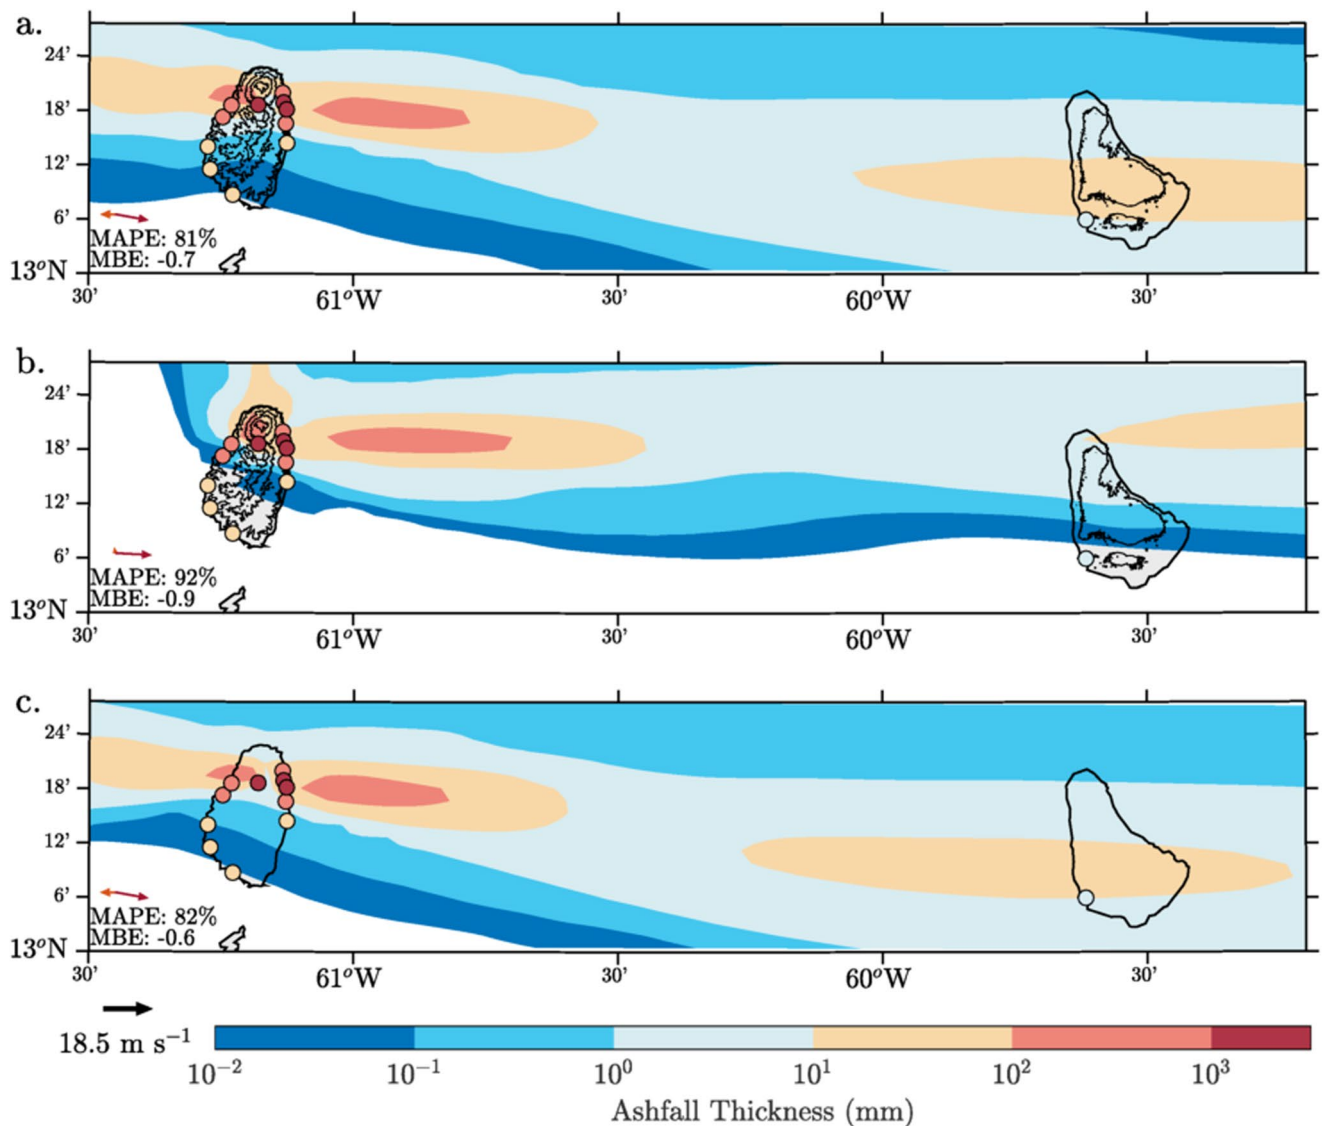 a.
24'
18'
12'
6'
MAPE: 81%
MBE: -0.7
13°N
30' 61°W 30' 60°W 30'
b.
24'
18'
12'
6'
MAPE: 92%
MBE: -0.9
13°N
30' 61°W 30' 60°W 30'
c.
24'
18'
12'
6'
MAPE: 82%
MBE: -0.6
13°N
30' 61°W 30' 60°W 30'
18.5 m s⁻¹
10⁻² 10⁻¹ 10⁰ 10¹ 10² 10³
Ashfall Thickness (mm)